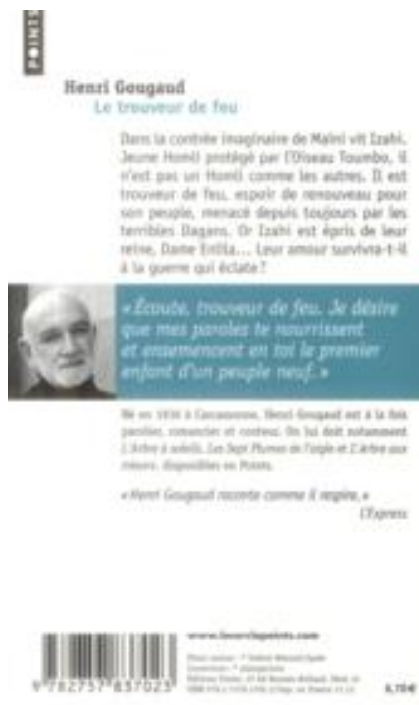 POINTS
Henri Gougaud
Le trouveur de feu
Dans la contrée imaginaire de Maïni vit Izahi.
Jeune Homli protégé par l'Oiseau Toumbo, il
n'est pas un Homli comme les autres. Il est
trouveur de feu, espoir de renouveau pour
son peuple, menacé depuis toujours par les
terribles Dagans. Or Izahi est épris de leur
reine, Dame Enlila... Leur amour survivra-t-il
à la guerre qui éclate ?
« Écoute, trouveur de feu. Je désire
que mes paroles te nourrissent
et ensemencent en toi le premier
enfant d'un peuple neuf. »
Né en 1936 à Carcassonne, Henri Gougaud est à la fois
parolier, romancier et conteur. On lui doit notamment
L'Arbre à soleils, Les Sept Plumes de l'aigle et L'Arbre aux
trésors, disponibles en Points.
« Henri Gougaud raconte comme il respire. »
L'Express
www.lecerclepoints.com
9 782757 837023
6,70€